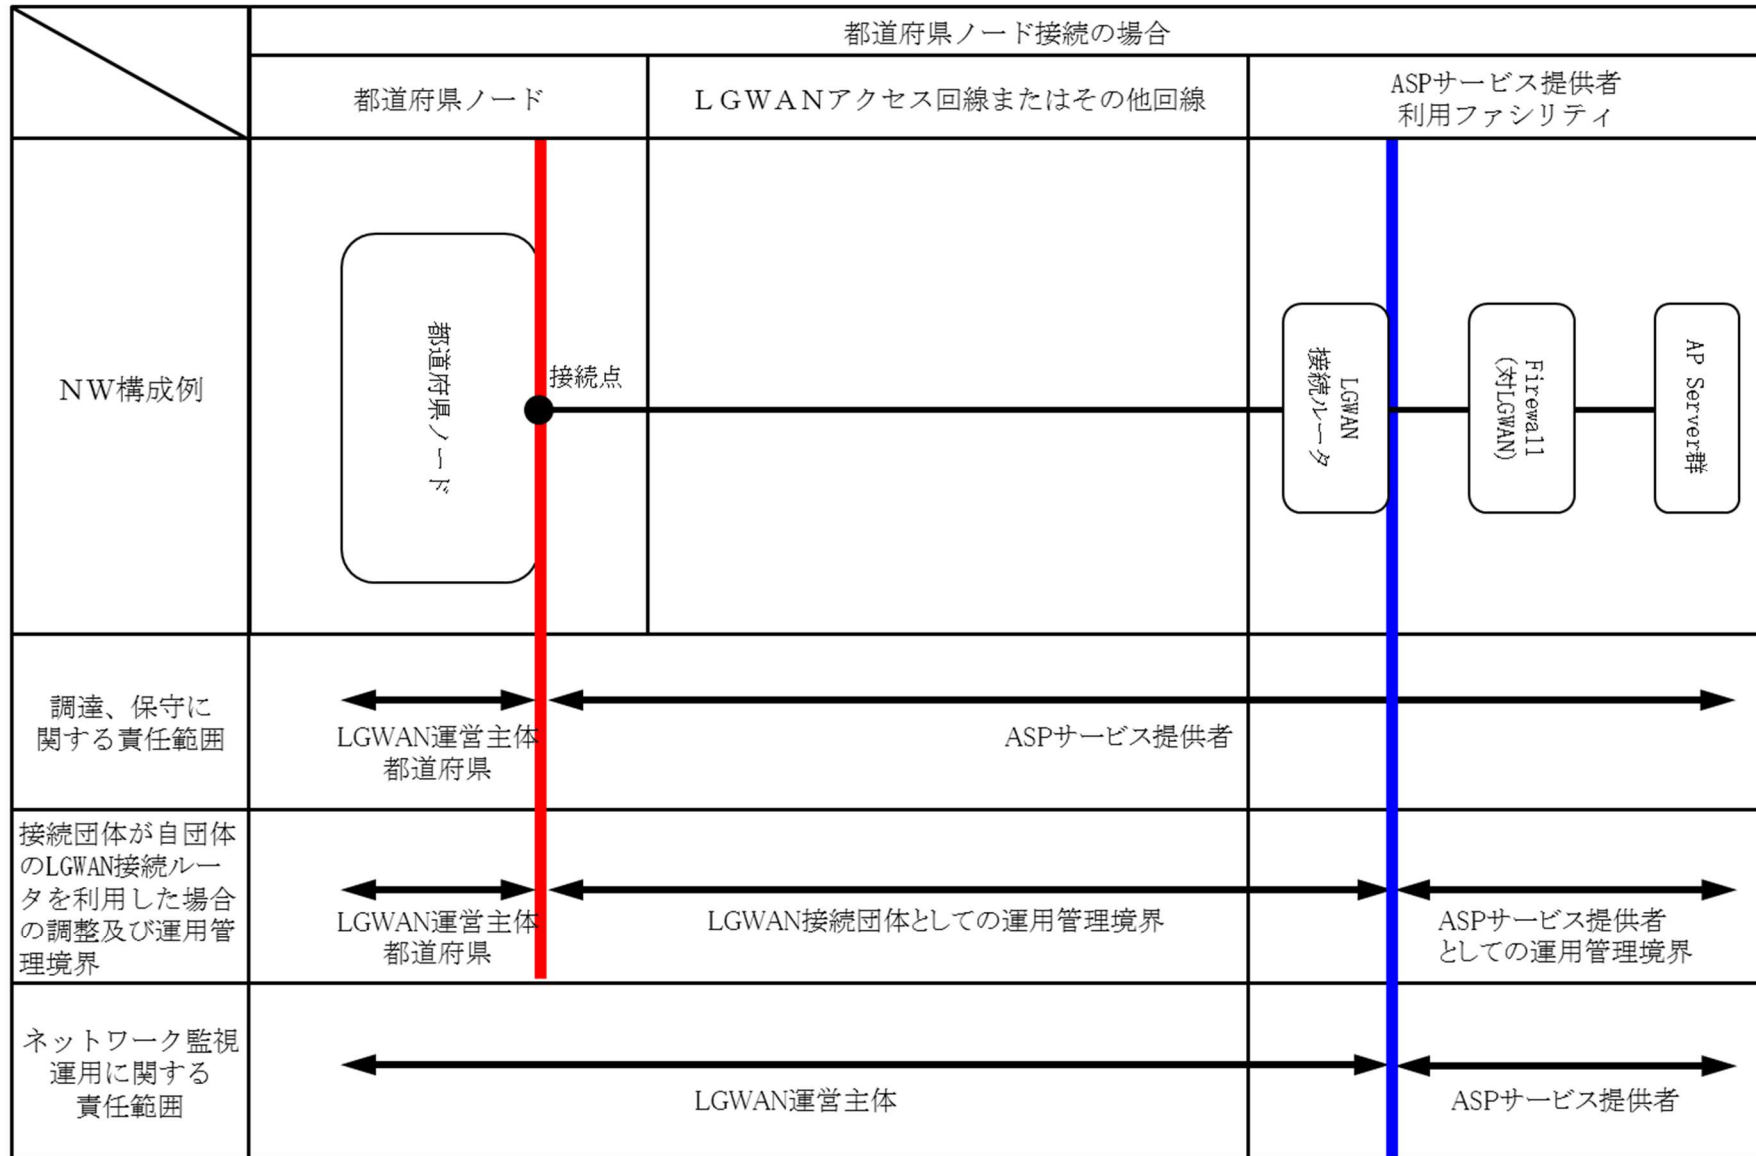 都道府県ノード接続の場合
都道府県ノード
ＬＧＷＡＮアクセス回線またはその他回線
ASPサービス提供者
利用ファシリティ
NW構成例
都道府県ノード
接続点
LGWAN
接続ルータ
Firewall
(対LGWAN)
AP Server群
調達、保守に
関する責任範囲
LGWAN運営主体
都道府県
ASPサービス提供者
接続団体が自団体
のLGWAN接続ルー
タを利用した場合
の調整及び運用管
理境界
LGWAN運営主体
都道府県
LGWAN接続団体としての運用管理境界
ASPサービス提供者
としての運用管理境界
ネットワーク監視
運用に関する
責任範囲
LGWAN運営主体
ASPサービス提供者